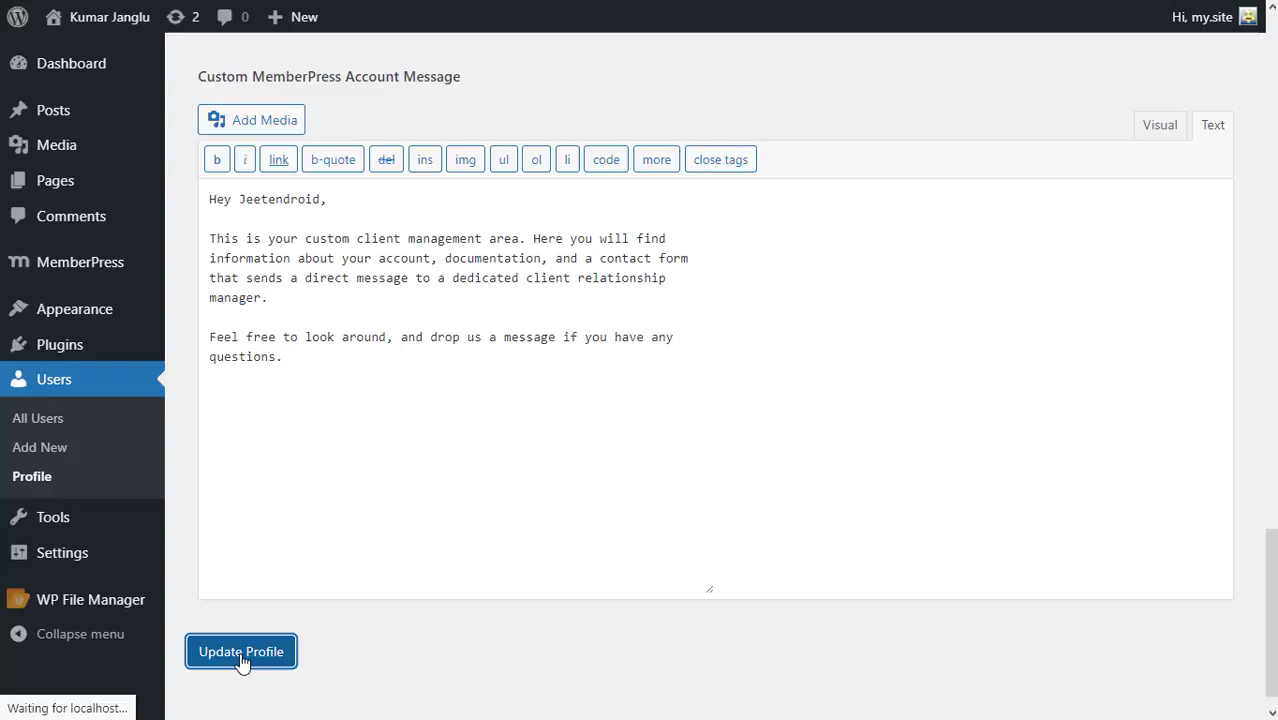 Kumar Janglu
2
0
New
Hi, my.site
Dashboard
Posts
Media
Pages
Comments
MemberPress
Appearance
Plugins
Users
All Users
Add New
Profile
Tools
Settings
WP File Manager
Collapse menu
Custom MemberPress Account Message
Add Media
Visual
Text
b
i
link
b-quote
del
ins
img
ul
ol
li
code
more
close tags
Hey Jeetendroid,
This is your custom client management area. Here you will find
information about your account, documentation, and a contact form
that sends a direct message to a dedicated client relationship
manager.
Feel free to look around, and drop us a message if you have any
questions.
Update Profile
Waiting for localhost...